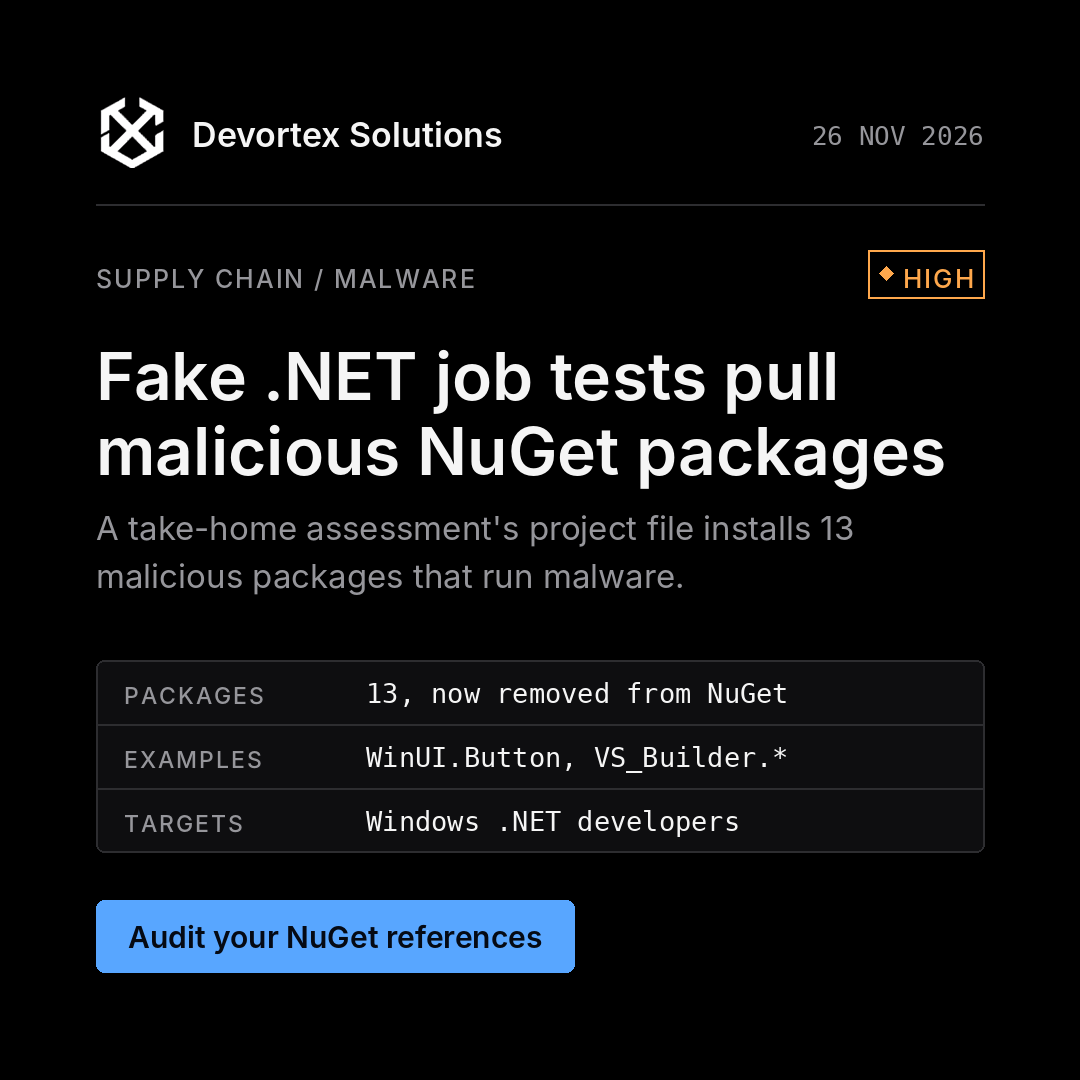 Devortex Solutions
26 NOV 2026
SUPPLY CHAIN / MALWARE
HIGH
Fake .NET job tests pull
malicious NuGet packages
A take-home assessment's project file installs 13
malicious packages that run malware.
PACKAGES 13, now removed from NuGet
EXAMPLES WinUI.Button, VS_Builder.*
TARGETS Windows .NET developers
Audit your NuGet references